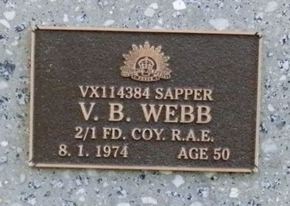 VX114384 SAPPER
V. B. WEBB
2/1 FD. COY. R.A.E.
8. 1. 1974 AGE 50